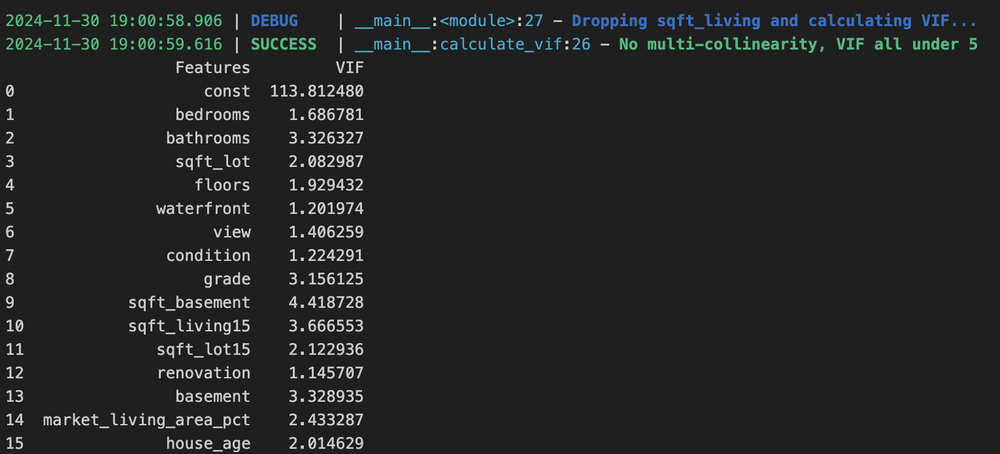 2024-11-30 19:00:58.906 | DEBUG    | __main__:<module>:27 - Dropping sqft_living and calculating VIF...
2024-11-30 19:00:59.616 | SUCCESS  | __main__:calculate_vif:26 - No multi-collinearity, VIF all under 5
Features VIF
0 const 113.812480
1 bedrooms 1.686781
2 bathrooms 3.326327
3 sqft_lot 2.082987
4 floors 1.929432
5 waterfront 1.201974
6 view 1.406259
7 condition 1.224291
8 grade 3.156125
9 sqft_basement 4.418728
10 sqft_living15 3.666553
11 sqft_lot15 2.122936
12 renovation 1.145707
13 basement 3.328935
14 market_living_area_pct 2.433287
15 house_age 2.014629